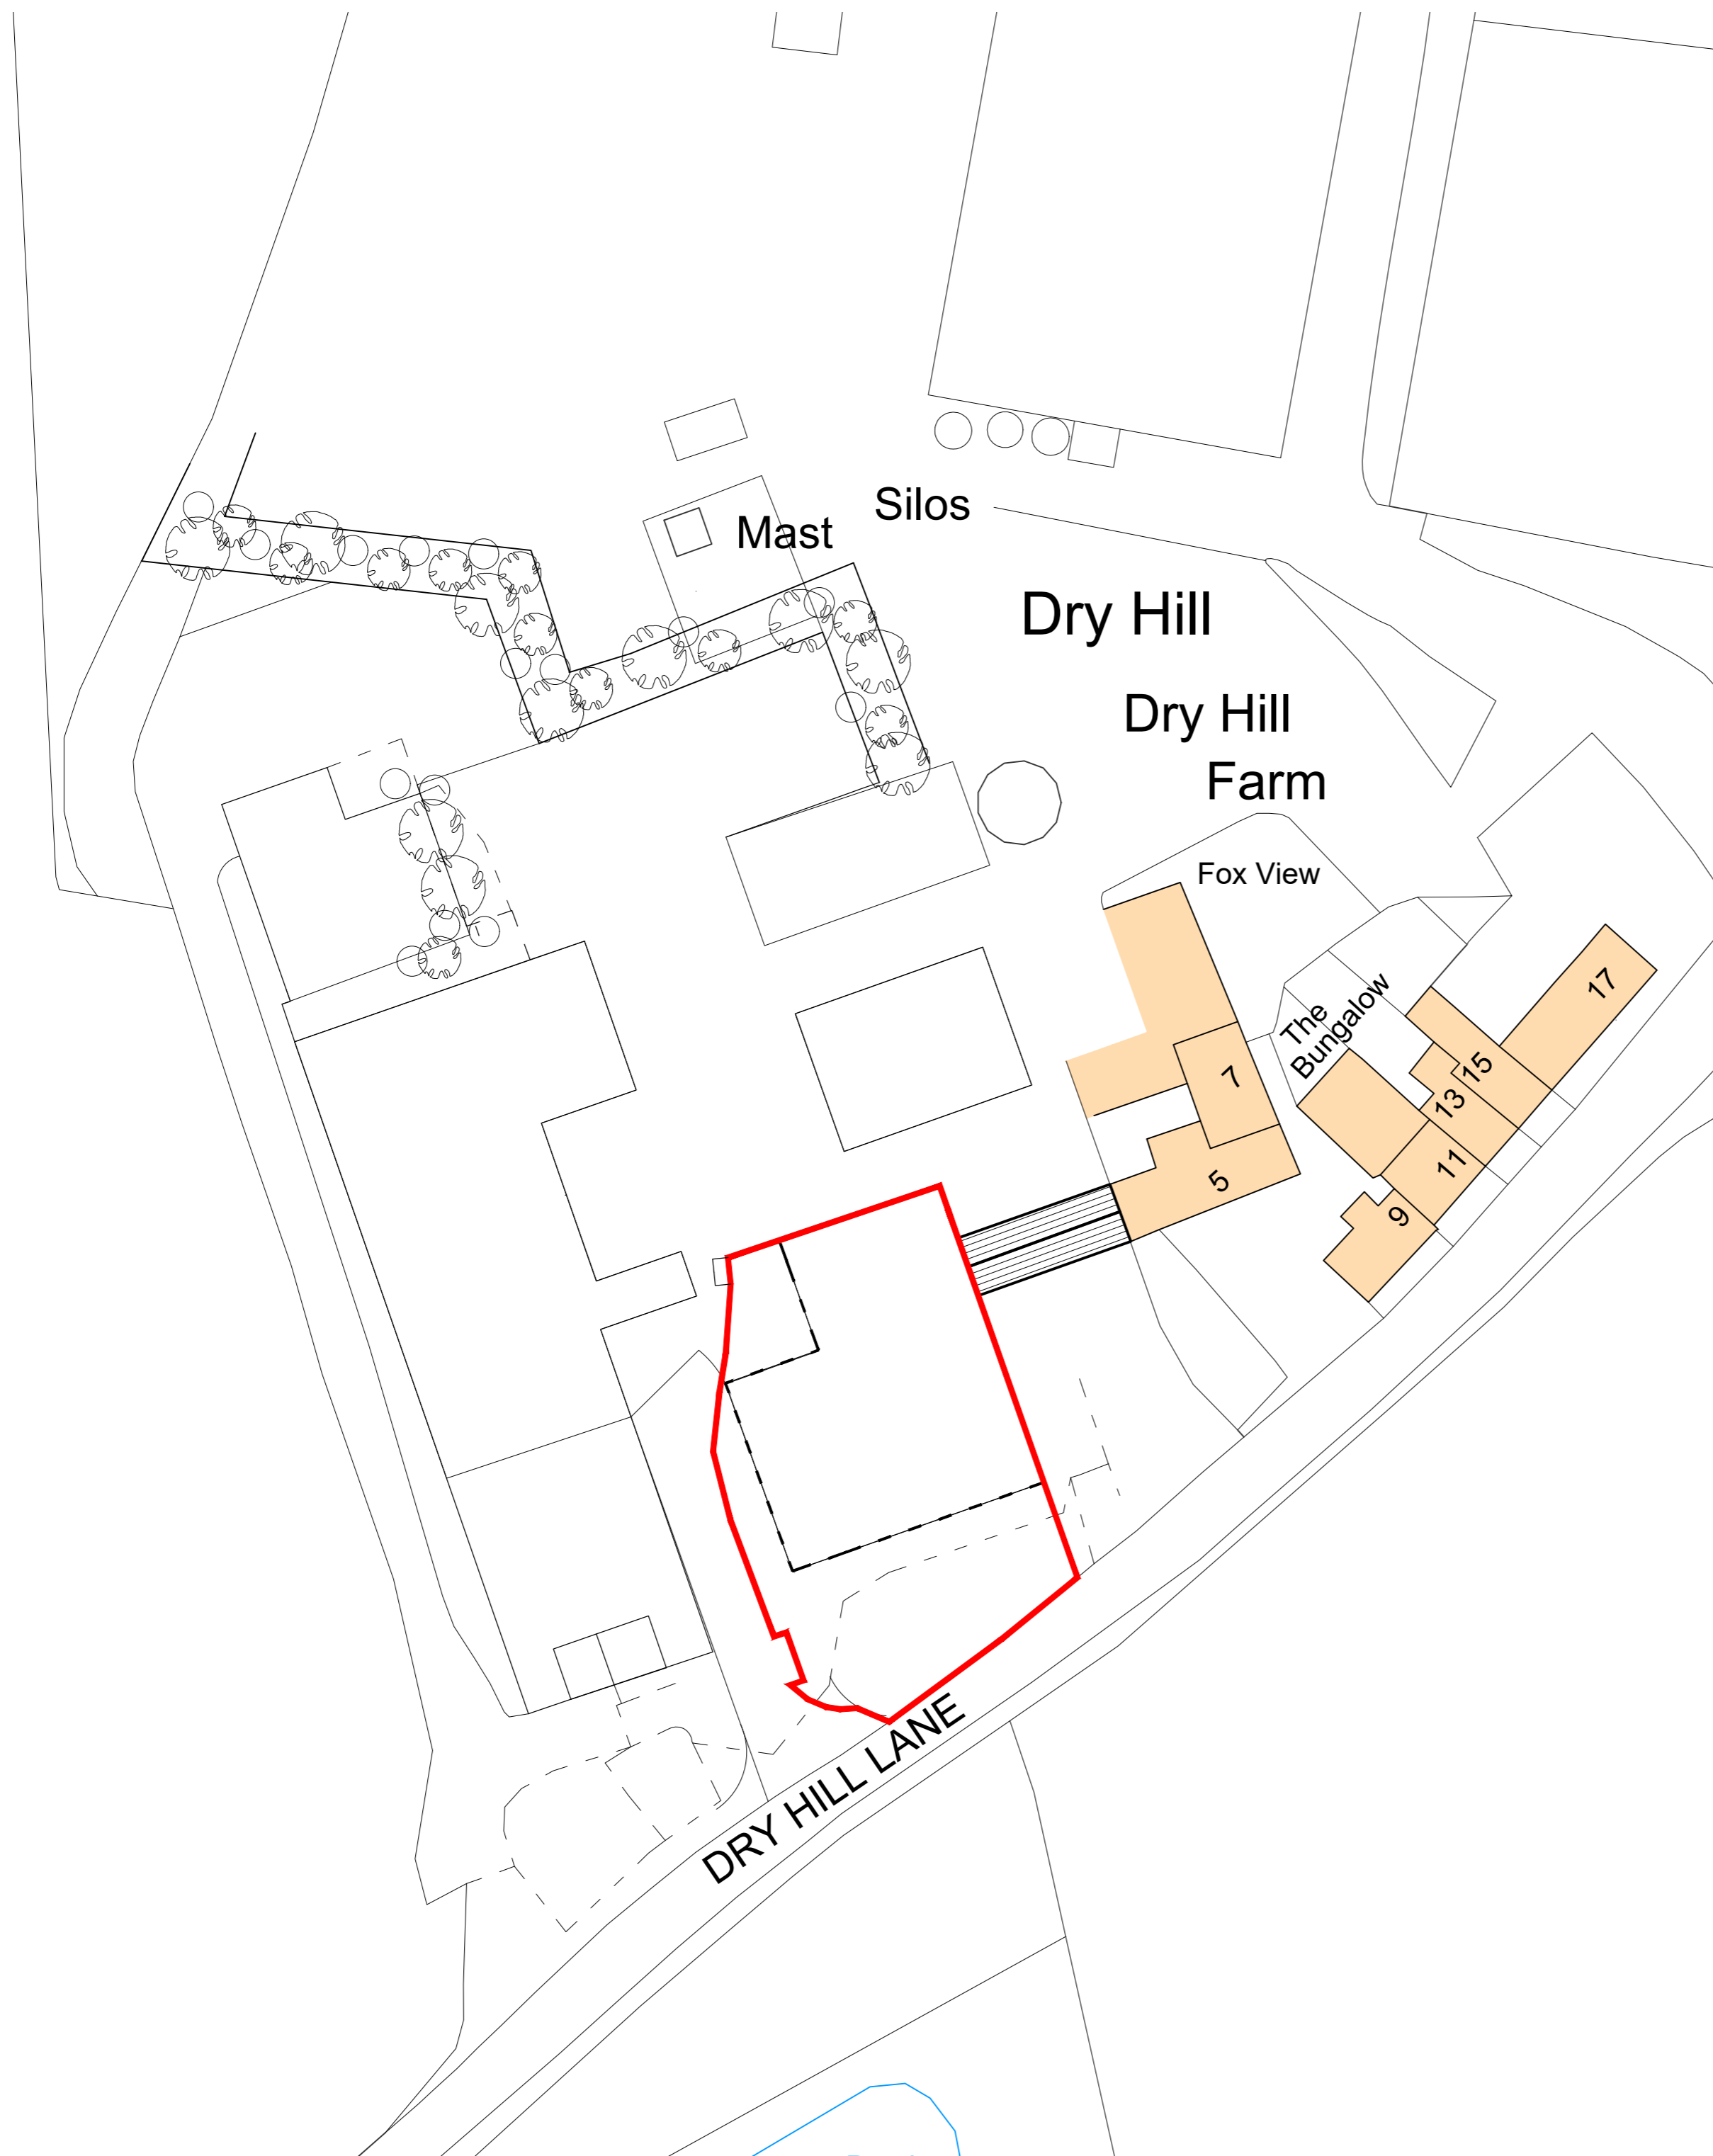 Silos
Mast
Dry Hill
Dry Hill
Farm
Fox View
The
Bungalow
17
15
13
11
9
7
5
DRY HILL LANE